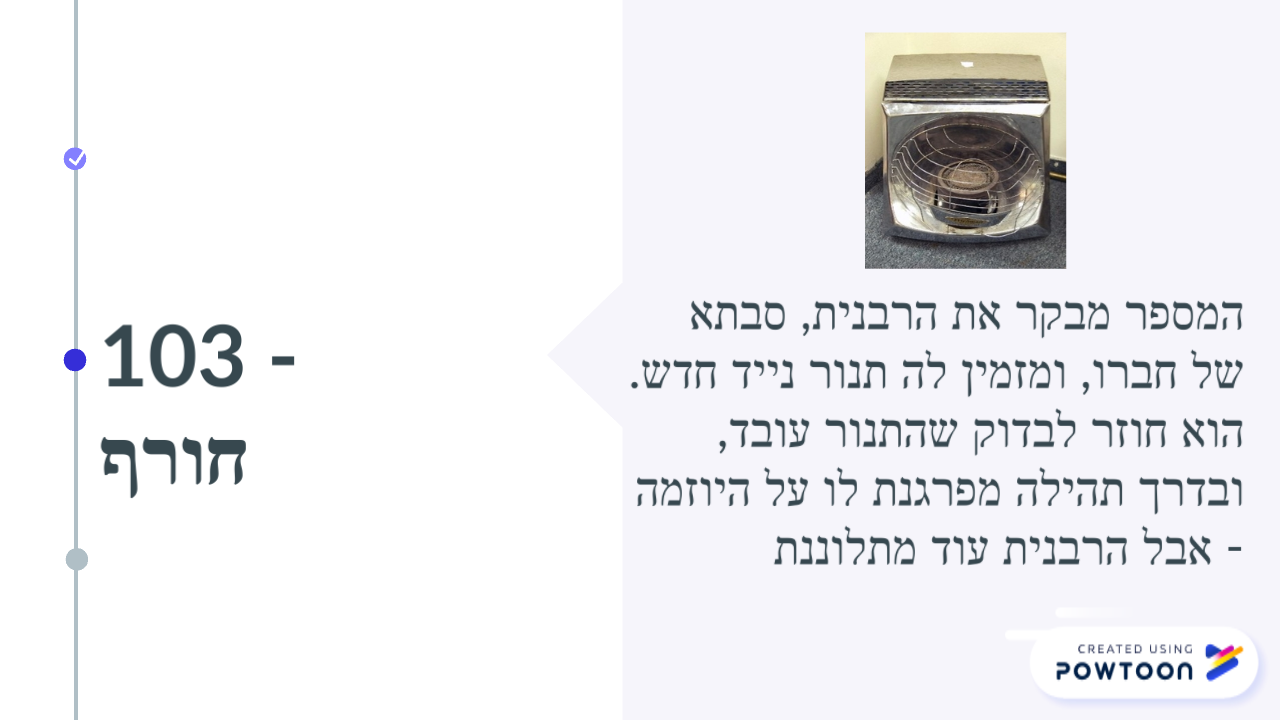 103 -
חורף
המספר מבקר את הרבנית, סבתא
של חברו, ומזמין לה תנור נייד חדש.
הוא חוזר לבדוק שהתנור עובד,
ובדרך תהילה מפרגנת לו על היוזמה
- אבל הרבנית עוד מתלוננת
CREATED USING
POWTOON